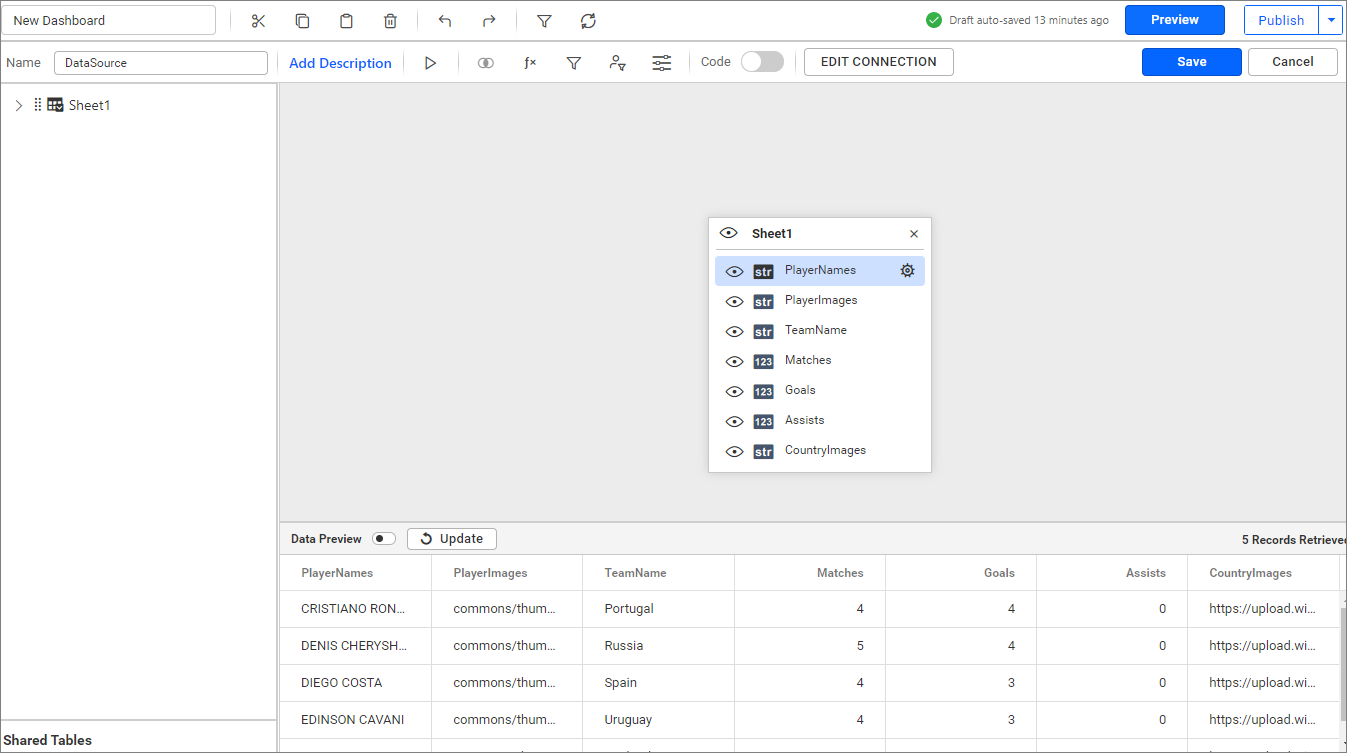 New Dashboard
Draft auto-saved 13 minutes ago
Preview
Publish
Name
DataSource
Add Description
Code
EDIT CONNECTION
Save
Cancel
Sheet1
Sheet1
str PlayerNames
str PlayerImages
str TeamName
123 Matches
123 Goals
123 Assists
str CountryImages
Data Preview
Update
5 Records Retrieved
PlayerNames PlayerImages TeamName Matches Goals Assists CountryImages
CRISTIANO RON... commons/thum... Portugal 4 4 0 https://upload.wi...
DENIS CHERYSH... commons/thum... Russia 5 4 0 https://upload.wi...
DIEGO COSTA commons/thum... Spain 4 3 0 https://upload.wi...
EDINSON CAVANI commons/thum... Uruguay 4 3 0 https://upload.wi...
Shared Tables